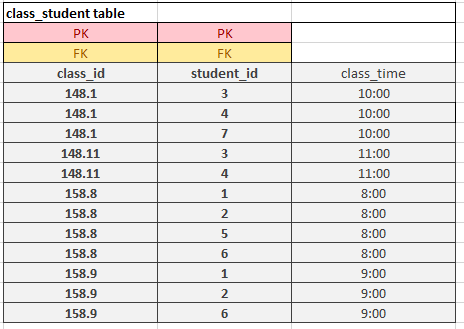 class_student table
PK PK
FK FK
class_id student_id class_time
148.1 3 10:00
148.1 4 10:00
148.1 7 10:00
148.11 3 11:00
148.11 4 11:00
158.8 1 8:00
158.8 2 8:00
158.8 5 8:00
158.8 6 8:00
158.9 1 9:00
158.9 2 9:00
158.9 6 9:00